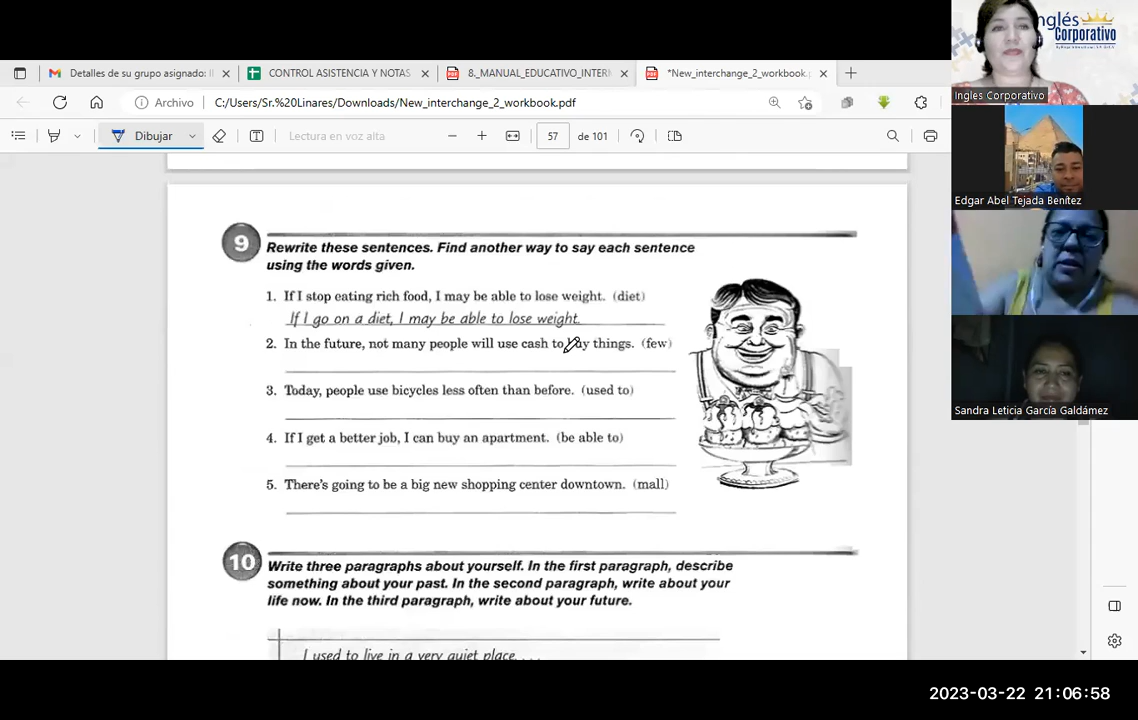 Detalles de su grupo asignado: II
CONTROL ASISTENCIA Y NOTAS
8._MANUAL_EDUCATIVO_INTERM
*New_interchange_2_workbook.
Archivo
C:/Users/Sr.%20Linares/Downloads/New_interchange_2_workbook.pdf
Dibujar
Lectura en voz alta
57
de 101
9
Rewrite these sentences. Find another way to say each sentence
using the words given.
1. If I stop eating rich food, I may be able to lose weight. (diet)
If I go on a diet, I may be able to lose weight.
2. In the future, not many people will use cash to things. (few)
3. Today, people use bicycles less often than before. (used to)
4. If I get a better job, I can buy an apartment. (be able to)
5. There's going to be a big new shopping center downtown. (mall)
10
Write three paragraphs about yourself. In the first paragraph, describe
something about your past. In the second paragraph, write about your
life now. In the third paragraph, write about your future.
I used to live in a very quiet place. . . .
Inglés
Corporativo
Ingles Corporativo
Edgar Abel Tejada Benítez
Sandra Leticia García Galdámez
2023-03-22 21:06:58